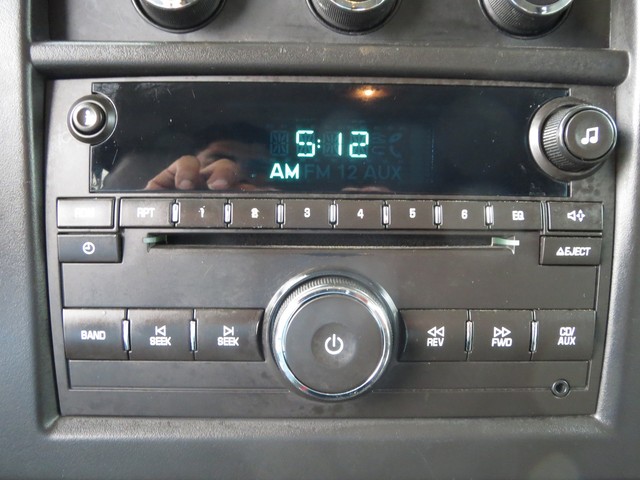 5:12
AM FM 12 AUX
RPT 1 2 3 4 5 6 EQ
EJECT
BAND SEEK SEEK REV FWD CD/
AUX